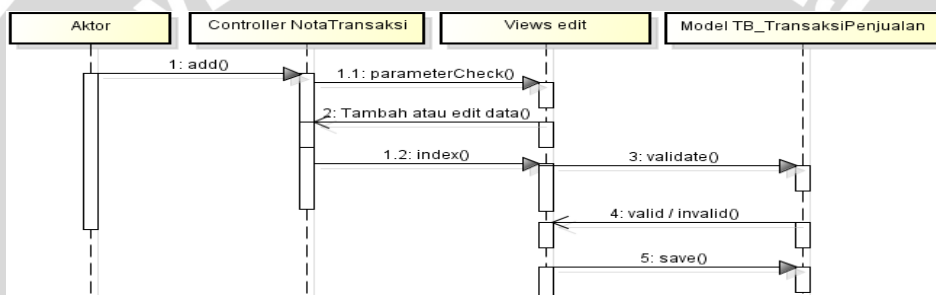 Aktor
Controller NotaTransaksi
Views edit
Model TB_TransaksiPenjualan
1: add()
1.1: parameterCheck()
2: Tambah atau edit data()
1.2: index()
3: validate()
4: valid / invalid()
5: save()